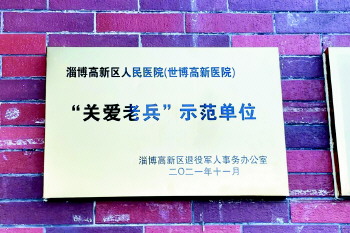 淄博高新区人民医院(世博高新医院)
“关爱老兵”示范单位
淄博高新区退役军人事务办公室
二〇二一年十一月